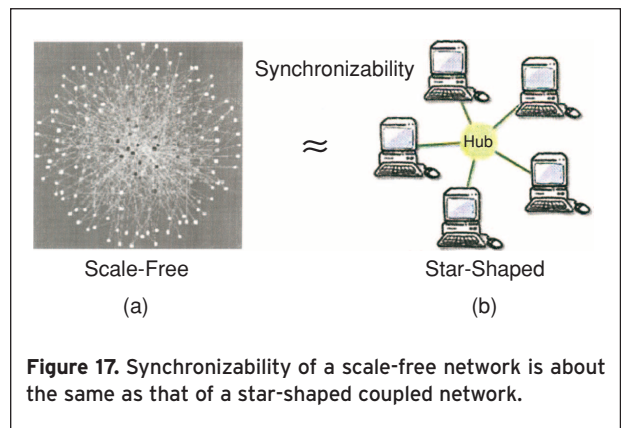 Synchronizability
Hub
≈
Scale-Free
Star-Shaped
(a)
(b)
Figure 17. Synchronizability of a scale-free network is about
the same as that of a star-shaped coupled network.